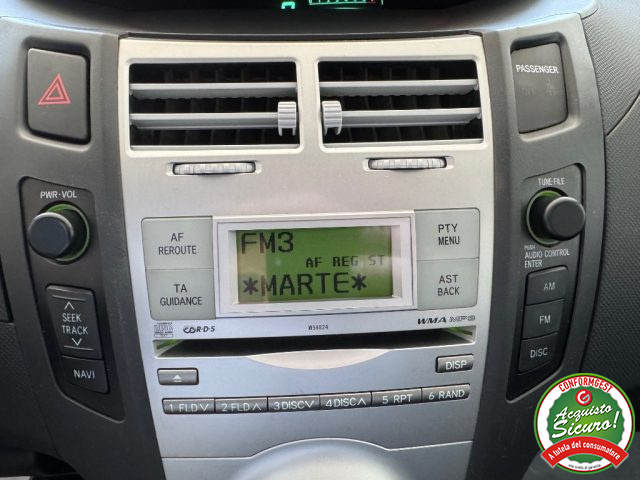 PASSENGER
PWR·VOL
TUNE·FILE
AF
REROUTE
PTY
MENU
FM3
AF REG ST
*MARTE*
TA
GUIDANCE
AST
BACK
PUSH
AUDIO CONTROL
ENTER
SEEK
TRACK
AM
FM
DISC
NAVI
R·D·S
W58824
WMA MP3
DISP
1 FLD ∨
2 FLD ∧
3 DISC ∨
4 DISC ∧
5 RPT
6 RAND
CONFORMGEST
Acquisto
Sicuro!
A tutela del consumatore